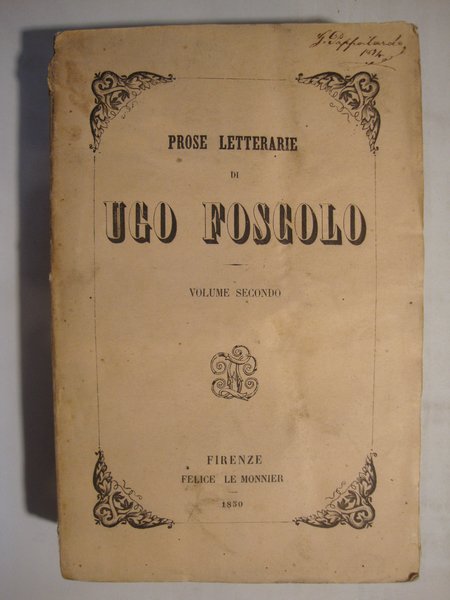 PROSE LETTERARIE
DI
UGO FOSCOLO
VOLUME SECONDO
FIRENZE
FELICE LE MONNIER
1850